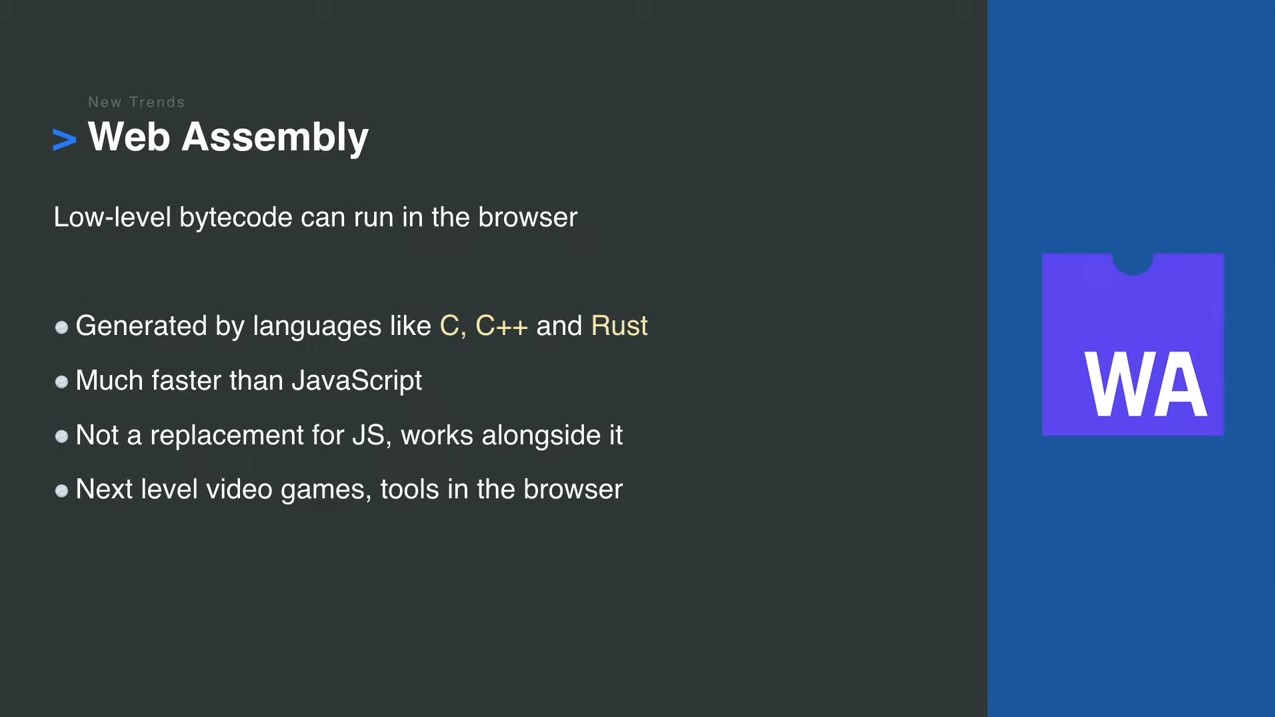 New Trends
> Web Assembly
Low-level bytecode can run in the browser
Generated by languages like C, C++ and Rust
Much faster than JavaScript
Not a replacement for JS, works alongside it
Next level video games, tools in the browser
WA